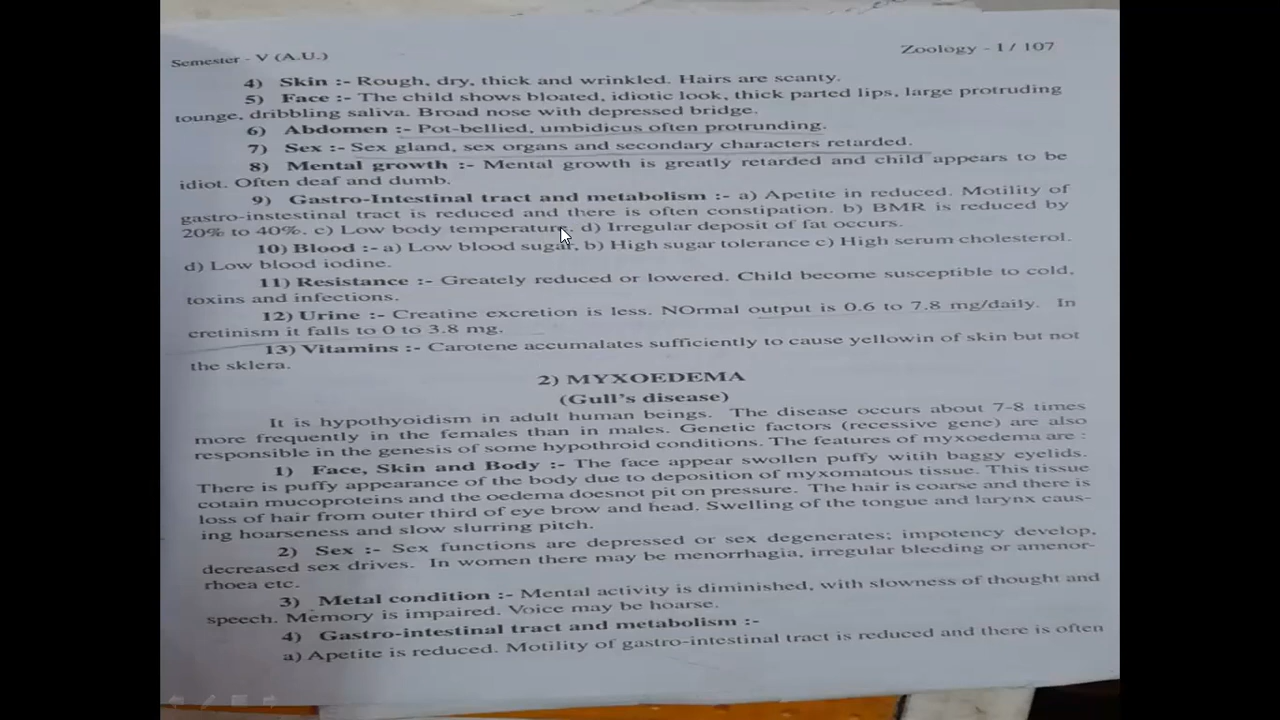 Semester - V (A.U.)
Zoology - I / 107
4) Skin :- Rough, dry, thick and wrinkled. Hairs are scanty.
5) Face :- The child shows bloated, idiotic look, thick parted lips, large protruding
tounge, dribbling saliva. Broad nose with depressed bridge.
6) Abdomen :- Pot-bellied, umbidicus often protrunding.
7) Sex :- Sex gland, sex organs and secondary characters retarded.
8) Mental growth :- Mental growth is greatly retarded and child appears to be
idiot. Often deaf and dumb.
9) Gastro-Intestinal tract and metabolism :- a) Apetite in reduced. Motility of
gastro-instestinal tract is reduced and there is often constipation. b) BMR is reduced by
20% to 40%. c) Low body temperature. d) Irregular deposit of fat occurs.
10) Blood :- a) Low blood sugar, b) High sugar tolerance c) High serum cholesterol.
d) Low blood iodine.
11) Resistance :- Greately reduced or lowered. Child become susceptible to cold,
toxins and infections.
12) Urine :- Creatine excretion is less. NOrmal output is 0.6 to 7.8 mg/daily. In
cretinism it falls to 0 to 3.8 mg.
13) Vitamins :- Carotene accumalates sufficiently to cause yellowin of skin but not
the sklera.
2) MYXOEDEMA
(Gull's disease)
It is hypothyoidism in adult human beings. The disease occurs about 7-8 times
more frequently in the females than in males. Genetic factors (recessive gene) are also
responsible in the genesis of some hypothroid conditions. The features of myxoedema are :
1) Face, Skin and Body :- The face appear swollen puffy witih baggy eyelids.
There is puffy appearance of the body due to deposition of myxomatous tissue. This tissue
cotain mucoproteins and the oedema doesnot pit on pressure. The hair is coarse and there is
loss of hair from outer third of eye brow and head. Swelling of the tongue and larynx caus-
ing hoarseness and slow slurring pitch.
2) Sex :- Sex functions are depressed or sex degenerates; impotency develop,
decreased sex drives. In women there may be menorrhagia, irregular bleeding or amenor-
rhoea etc.
3) Metal condition :- Mental activity is diminished, with slowness of thought and
speech. Memory is impaired. Voice may be hoarse.
4) Gastro-intestinal tract and metabolism :-
a) Apetite is reduced. Motility of gastro-intestinal tract is reduced and there is often